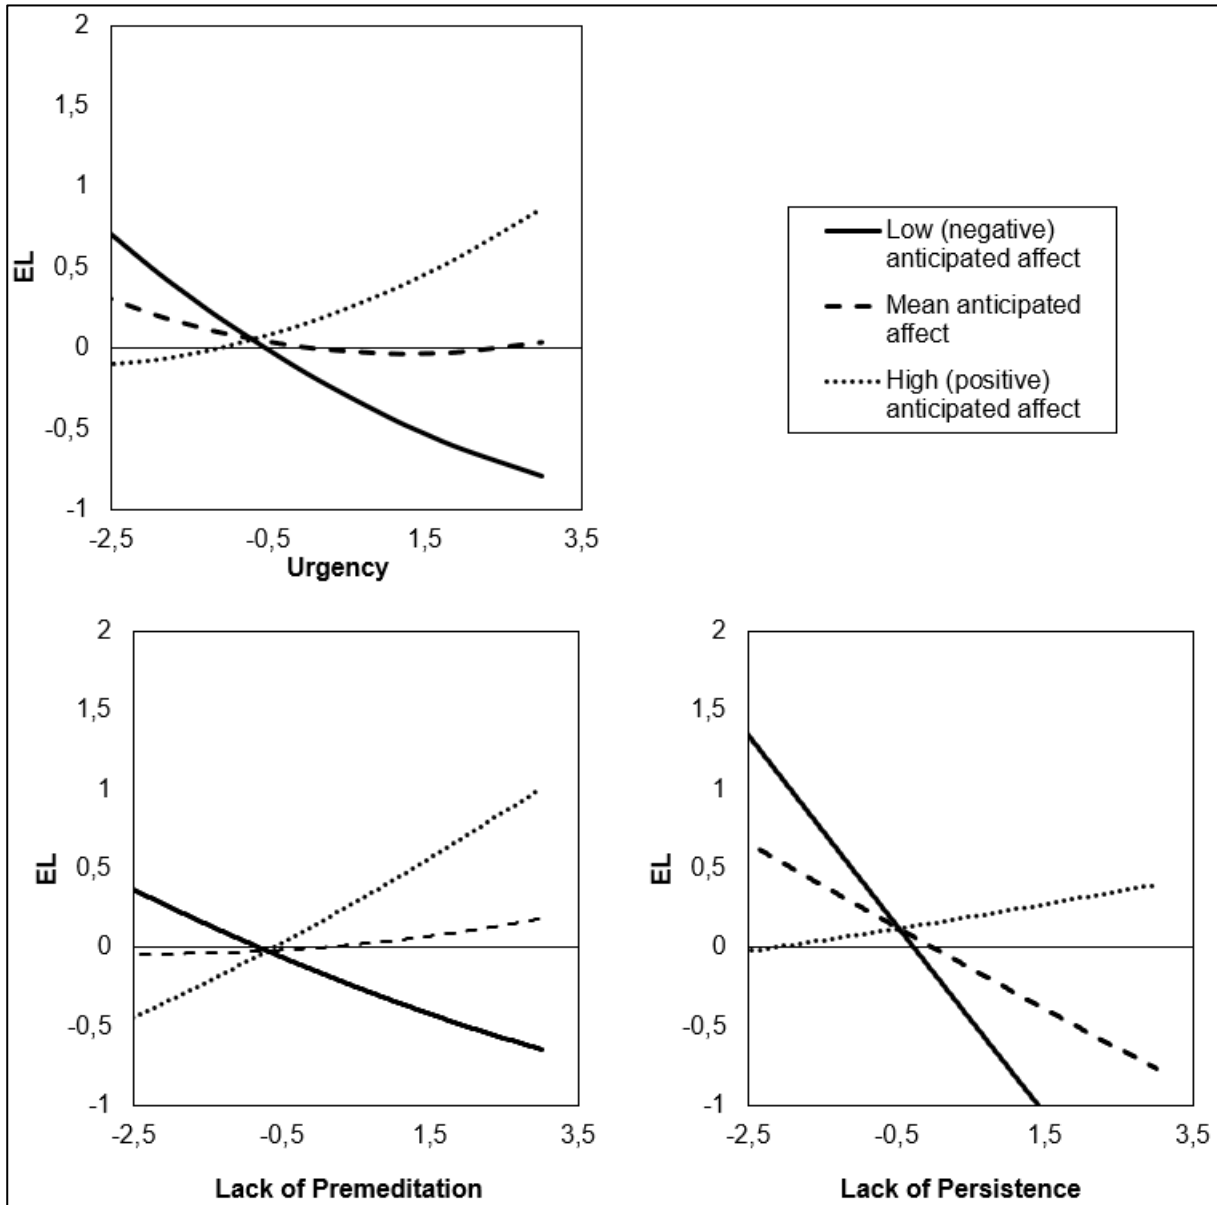 2
1,5
1
0,5
0
-0,5
-1
EL
-2,5 -0,5 1,5 3,5
Urgency
Low (negative)
anticipated affect
Mean anticipated
affect
High (positive)
anticipated affect
2
1,5
1
0,5
0
-0,5
-1
EL
-2,5 -0,5 1,5 3,5
Lack of Premeditation
2
1,5
1
0,5
0
-0,5
-1
EL
-2,5 -0,5 1,5 3,5
Lack of Persistence